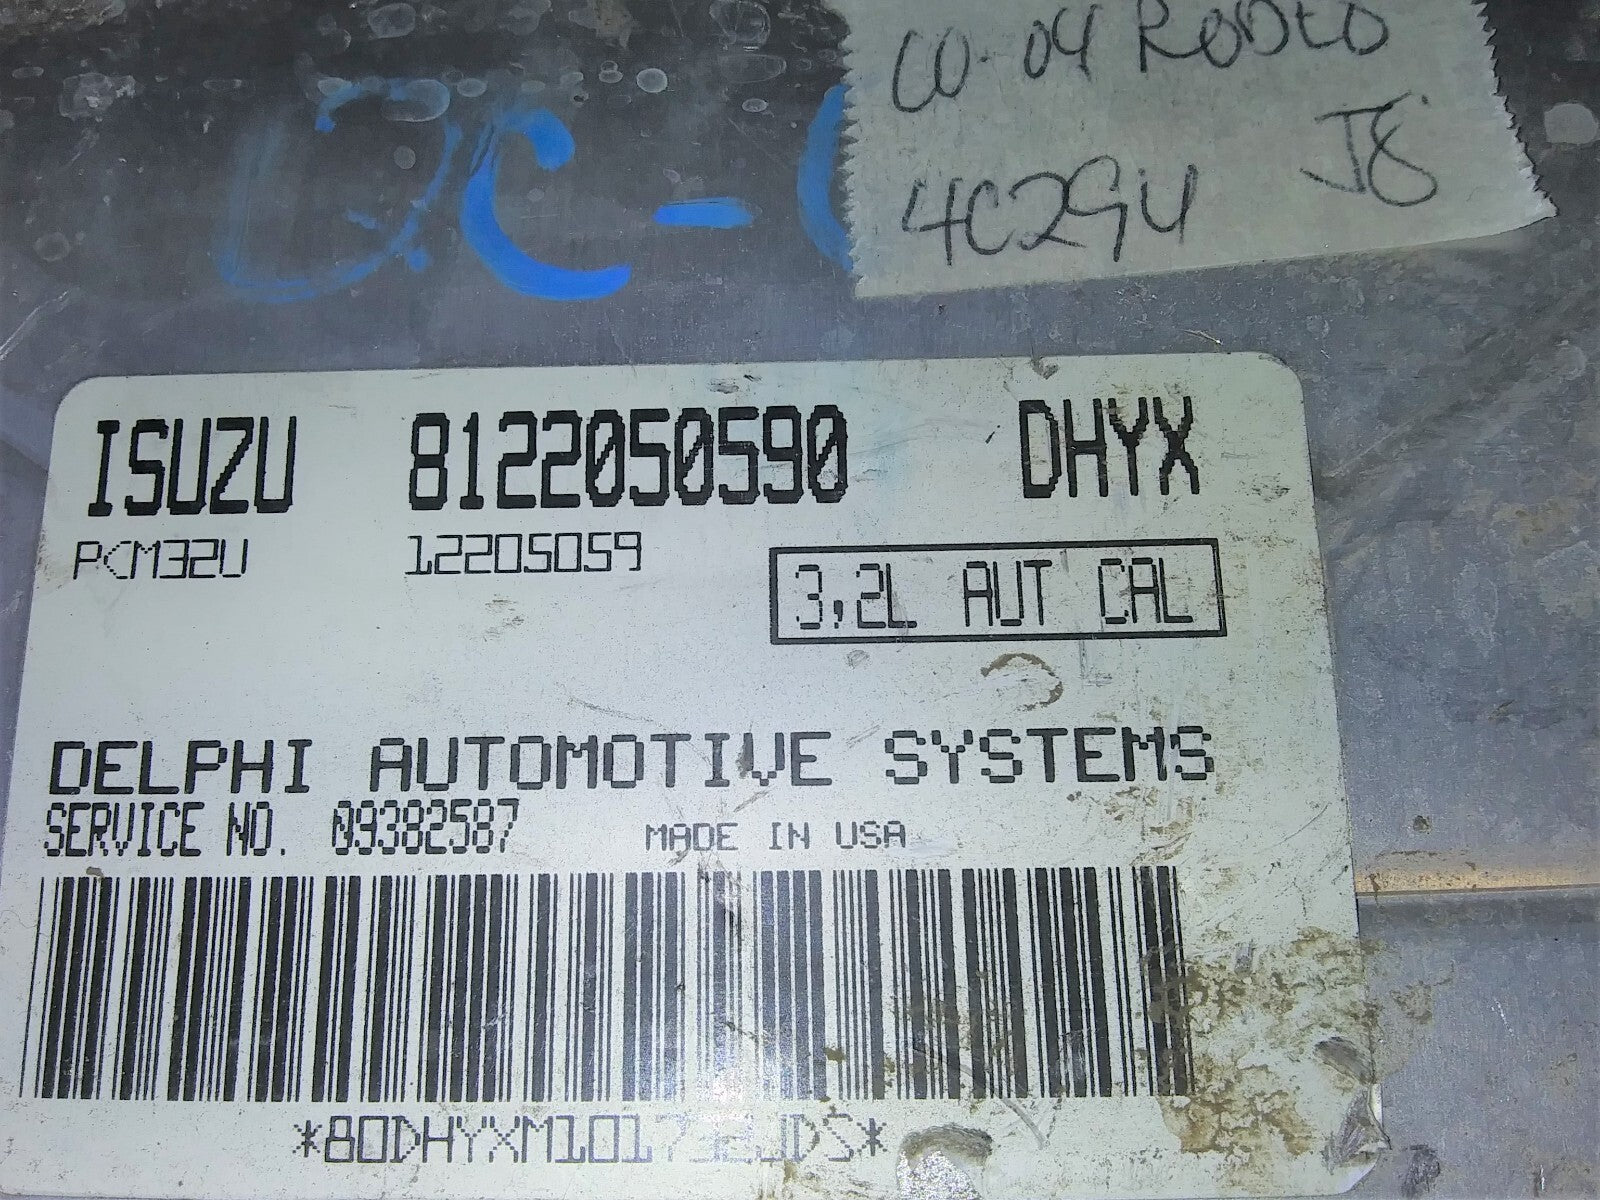 00-04 RODEO
J8
4C294
C-
ISUZU 8122050590 DHYX
PCM32U 12205059
3,2L AUT CAL
DELPHI AUTOMOTIVE SYSTEMS
SERVICE NO. 09382587 MADE IN USA